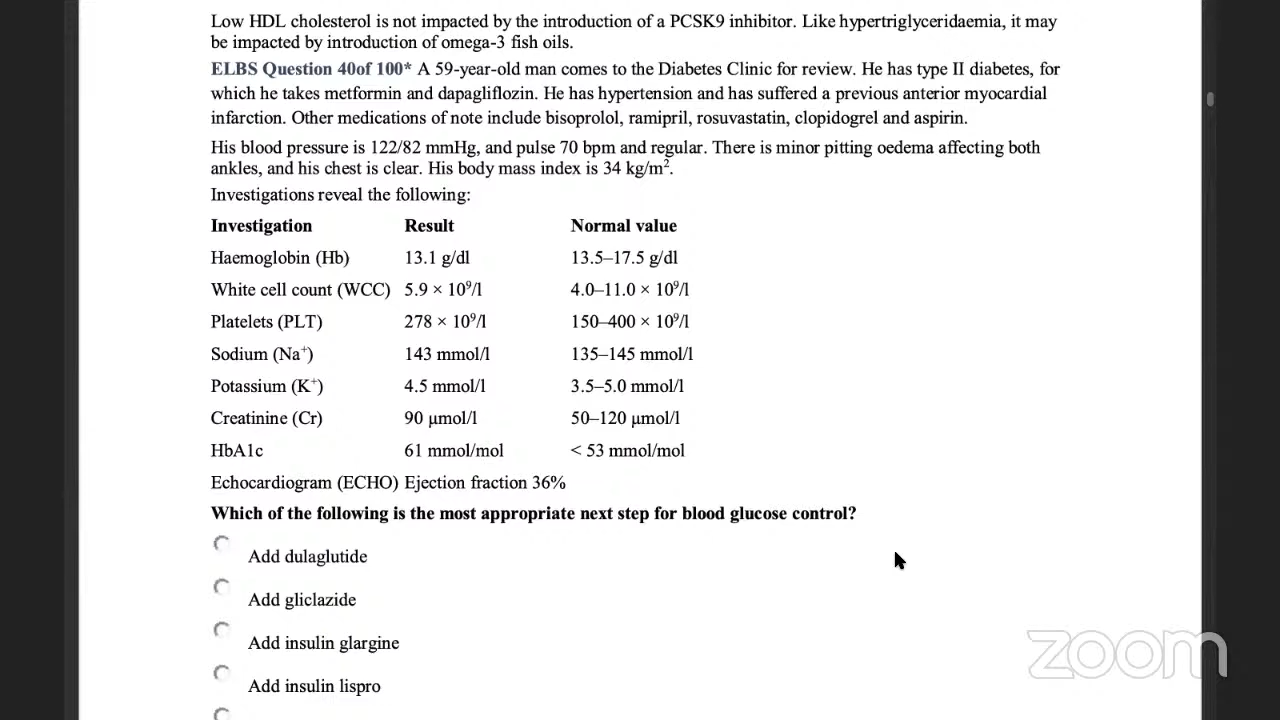 Low HDL cholesterol is not impacted by the introduction of a PCSK9 inhibitor. Like hypertriglyceridaemia, it may
be impacted by introduction of omega-3 fish oils.
ELBS Question 40of 100* A 59-year-old man comes to the Diabetes Clinic for review. He has type II diabetes, for
which he takes metformin and dapagliflozin. He has hypertension and has suffered a previous anterior myocardial
infarction. Other medications of note include bisoprolol, ramipril, rosuvastatin, clopidogrel and aspirin.
His blood pressure is 122/82 mmHg, and pulse 70 bpm and regular. There is minor pitting oedema affecting both
ankles, and his chest is clear. His body mass index is 34 kg/m².
Investigations reveal the following:
Investigation Result Normal value
Haemoglobin (Hb) 13.1 g/dl 13.5–17.5 g/dl
White cell count (WCC) 5.9 × 10⁹/l 4.0–11.0 × 10⁹/l
Platelets (PLT) 278 × 10⁹/l 150–400 × 10⁹/l
Sodium (Na⁺) 143 mmol/l 135–145 mmol/l
Potassium (K⁺) 4.5 mmol/l 3.5–5.0 mmol/l
Creatinine (Cr) 90 µmol/l 50–120 µmol/l
HbA1c 61 mmol/mol < 53 mmol/mol
Echocardiogram (ECHO) Ejection fraction 36%
Which of the following is the most appropriate next step for blood glucose control?
Add dulaglutide
Add gliclazide
Add insulin glargine
Add insulin lispro
zoom